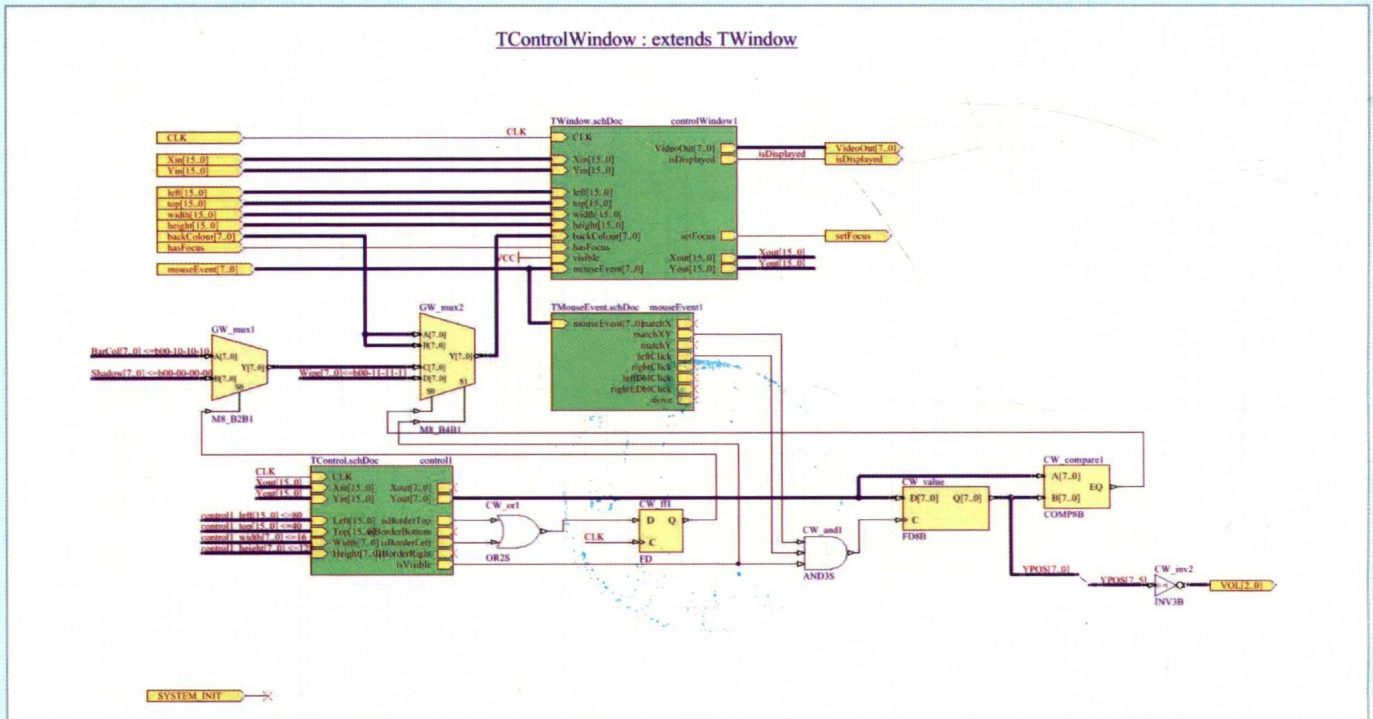 TControlWindow : extends TWindow
TWindow.schDoc controlWindow1
CLK
CLK
CLK
VideoOut[7..0]
VideoOut[7..0]
isDisplayed
isDisplayed
isDisplayed
Xin[15..0]
Xin[15..0]
Yin[15..0]
Yin[15..0]
left[15..0]
left[15..0]
top[15..0]
top[15..0]
width[15..0]
width[15..0]
height[15..0]
height[15..0]
backColour[7..0]
backColour[7..0]
setFocus
setFocus
hasFocus
hasFocus
VCC
visible
Xout[15..0]
Xout[15..0]
mouseEvent[7..0]
mouseEvent[7..0]
Yout[15..0]
Yout[15..0]
GW_mux2
TMouseEvent.schDoc mouseEvent1
GW_mux1
A[7..0]
B[7..0]
Y[7..0]
C[7..0]
D[7..0]
S0
S1
M8_B4B1
mouseEvent[7..0]
matchX
matchXY
matchY
leftClick
rightClick
leftDblClick
rightEDblClick
move
BarCol[7..0] <=b00-10-10-10
A[7..0]
Y[7..0]
Shadow[7..0] <=b00-00-00-00
B[7..0]
S0
M8_B2B1
Wipe[7..0]<=b00-11-11-11
TControl.schDoc control1
CLK
CLK
Xout[15..0]
Xin[15..0]
Xout[7..0]
Yout[15..0]
Yin[15..0]
Yout[7..0]
control1_left[15..0] <=80
Left[15..0]
isBorderTop
control1_top[15..0] <=40
Top[15..0]
isBorderBottom
control1_width[7..0] <=16
Width[7..0]
isBorderLeft
control1_height[7..0] <=12
Height[7..0]
isBorderRight
isVisible
CW_or1
OR2S
CW_ff1
D Q
CLK
C
FD
CW_and1
AND3S
CW_value
D[7..0] Q[7..0]
C
FD8B
CW_compare1
A[7..0]
EQ
B[7..0]
COMP8B
YPOS[7..0]
YPOS[7..5]
CW_inv2
INV3B
VOL[2..0]
SYSTEM_INIT